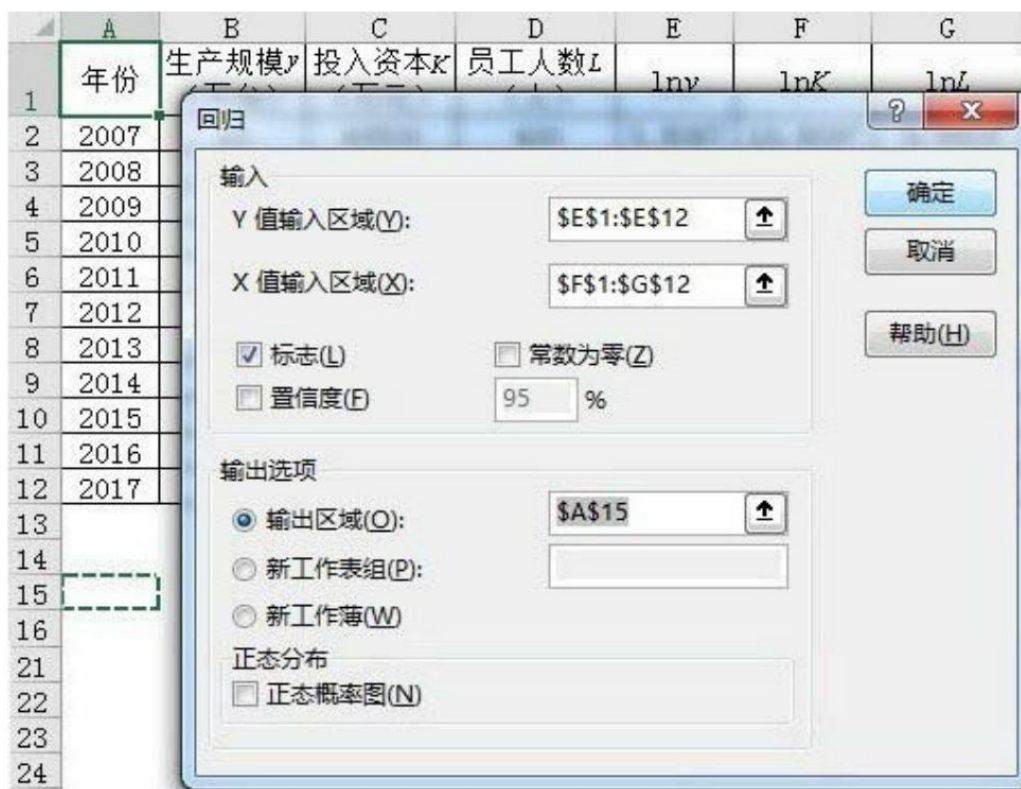 A B C D E F G
1 年份 生产规模y 投入资本K 员工人数L lny lnK lnL
回归
2 2007
3 2008
4 2009
5 2010
6 2011
7 2012
8 2013
9 2014
10 2015
11 2016
12 2017
13
14
15
16
21
22
23
24
输入
Y 值输入区域(Y): $E$1:$E$12
X 值输入区域(X): $F$1:$G$12
标志(L) 常数为零(Z)
置信度(F) 95 %
输出选项
输出区域(O): $A$15
新工作表组(P):
新工作薄(W)
正态分布
正态概率图(N)
确定
取消
帮助(H)